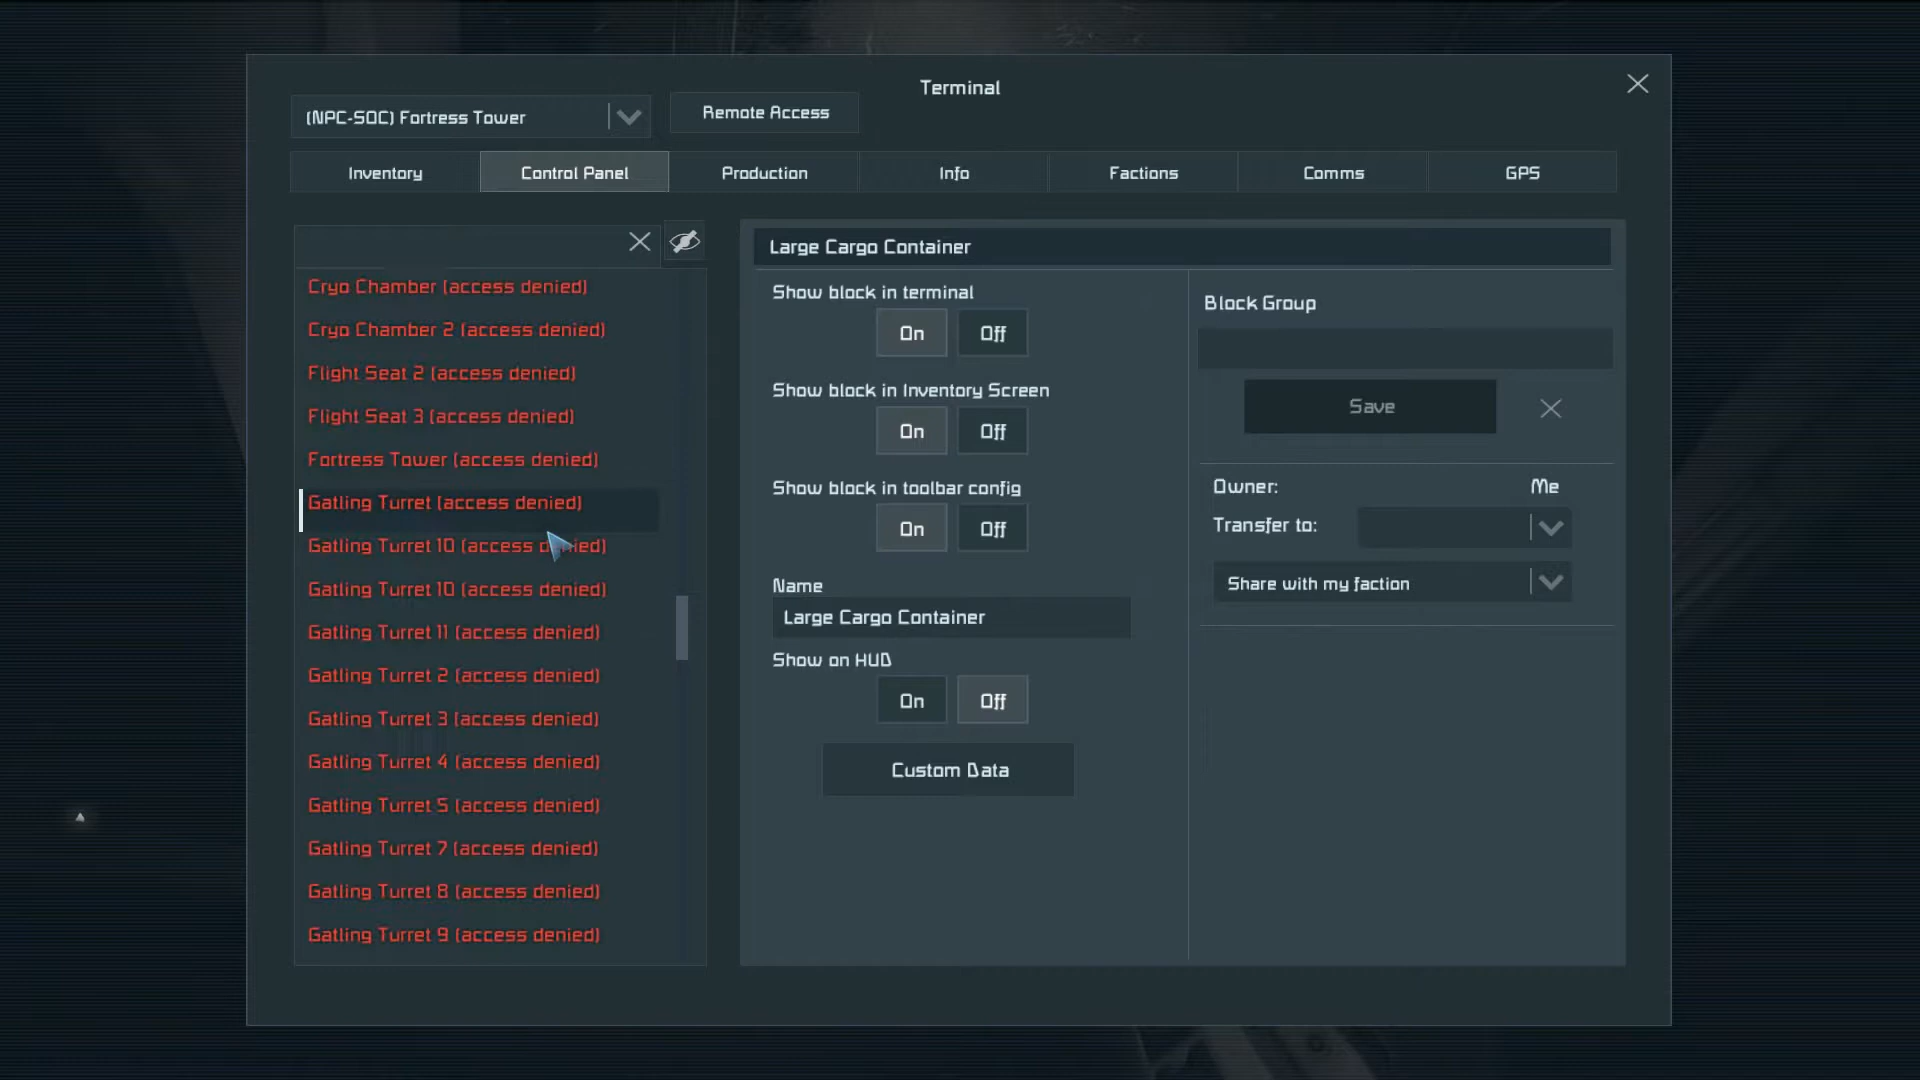 Terminal
(NPC-SOC) Fortress Tower
Remote Access
Inventory
Control Panel
Production
Info
Factions
Comms
GPS
Cryo Chamber (access denied)
Cryo Chamber 2 (access denied)
Flight Seat 2 (access denied)
Flight Seat 3 (access denied)
Fortress Tower (access denied)
Gatling Turret (access denied)
Gatling Turret 10 (access denied)
Gatling Turret 10 (access denied)
Gatling Turret 11 (access denied)
Gatling Turret 2 (access denied)
Gatling Turret 3 (access denied)
Gatling Turret 4 (access denied)
Gatling Turret 5 (access denied)
Gatling Turret 7 (access denied)
Gatling Turret 8 (access denied)
Gatling Turret 9 (access denied)
Large Cargo Container
Show block in terminal
On Off
Show block in Inventory Screen
On Off
Show block in toolbar config
On Off
Name
Large Cargo Container
Show on HUD
On Off
Custom Data
Block Group
Save
Owner: Me
Transfer to:
Share with my faction